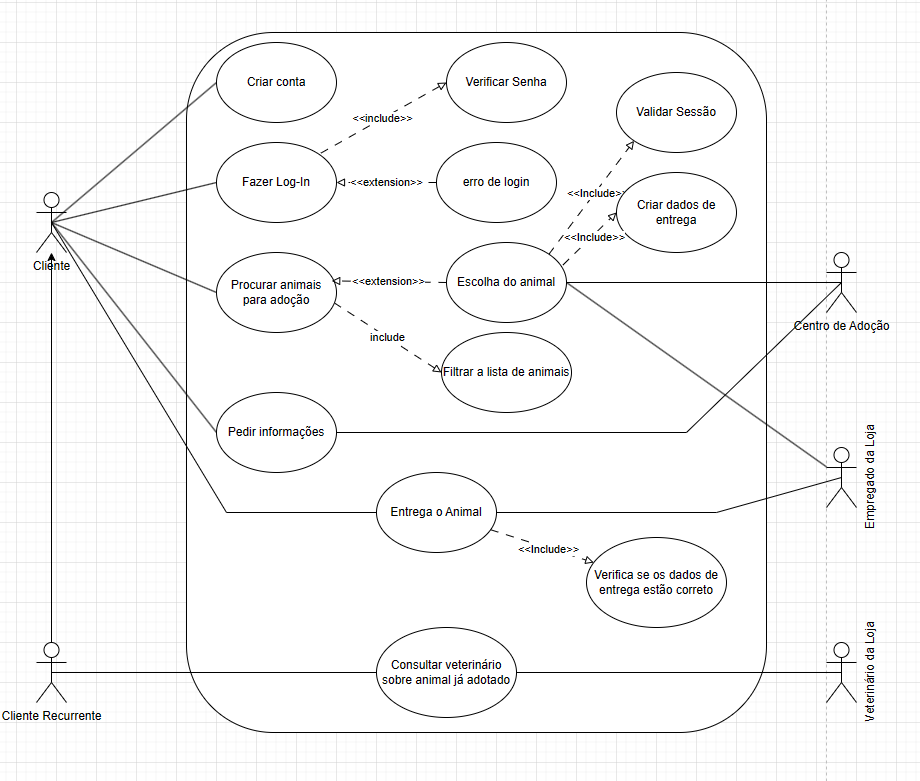 Criar conta
Verificar Senha
Validar Sessão
<<include>>
Fazer Log-In
<<extension>>
erro de login
<<Include>>
Criar dados de
entrega
<<Include>>
Cliente
Procurar animais
para adoção
<<extension>>
Escolha do animal
Centro de Adoção
include
Filtrar a lista de animais
Pedir informações
Empregado da Loja
Entrega o Animal
<<Include>>
Verifica se os dados de
entrega estão correto
Consultar veterinário
sobre animal já adotado
Cliente Recurrente
Veterinário da Loja